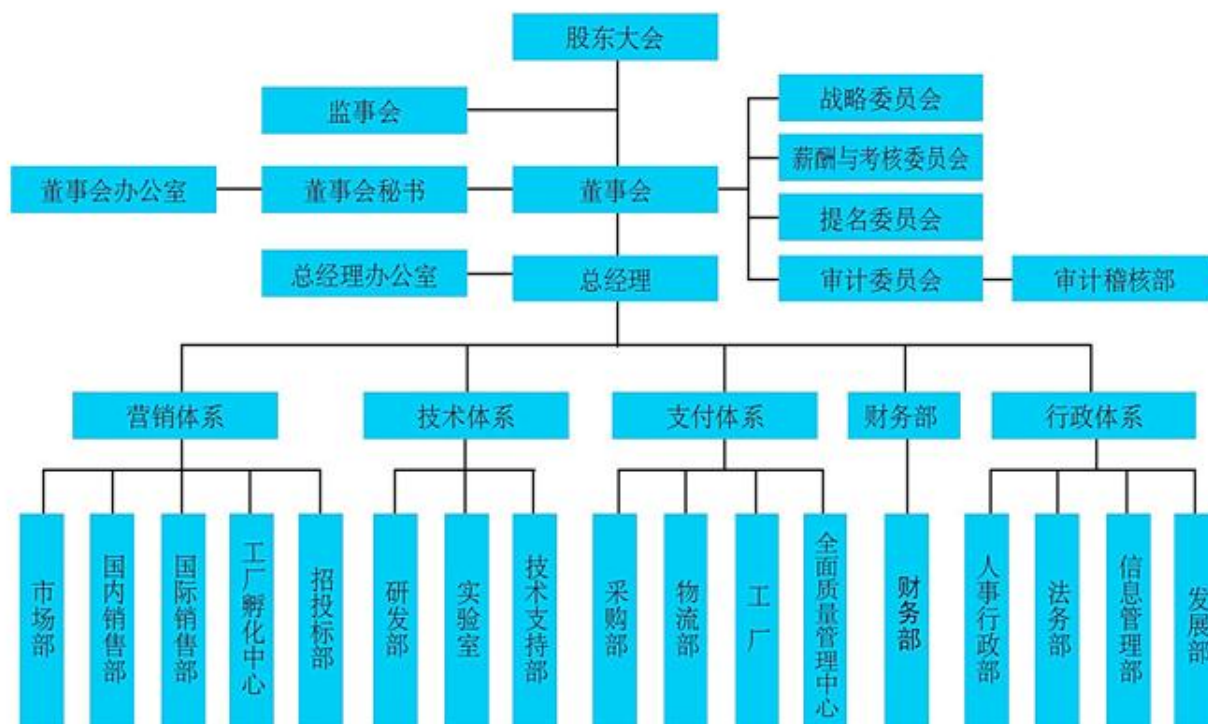 股东大会
监事会
战略委员会
薪酬与考核委员会
董事会办公室
董事会秘书
董事会
提名委员会
总经理办公室
总经理
审计委员会
审计稽核部
营销体系
技术体系
支付体系
财务部
行政体系
市场部
国内销售部
国际销售部
工厂孵化中心
招投标部
研发部
实验室
技术支持部
采购部
物流部
工厂
全面质量管理中心
财务部
人事行政部
法务部
信息管理部
发展部